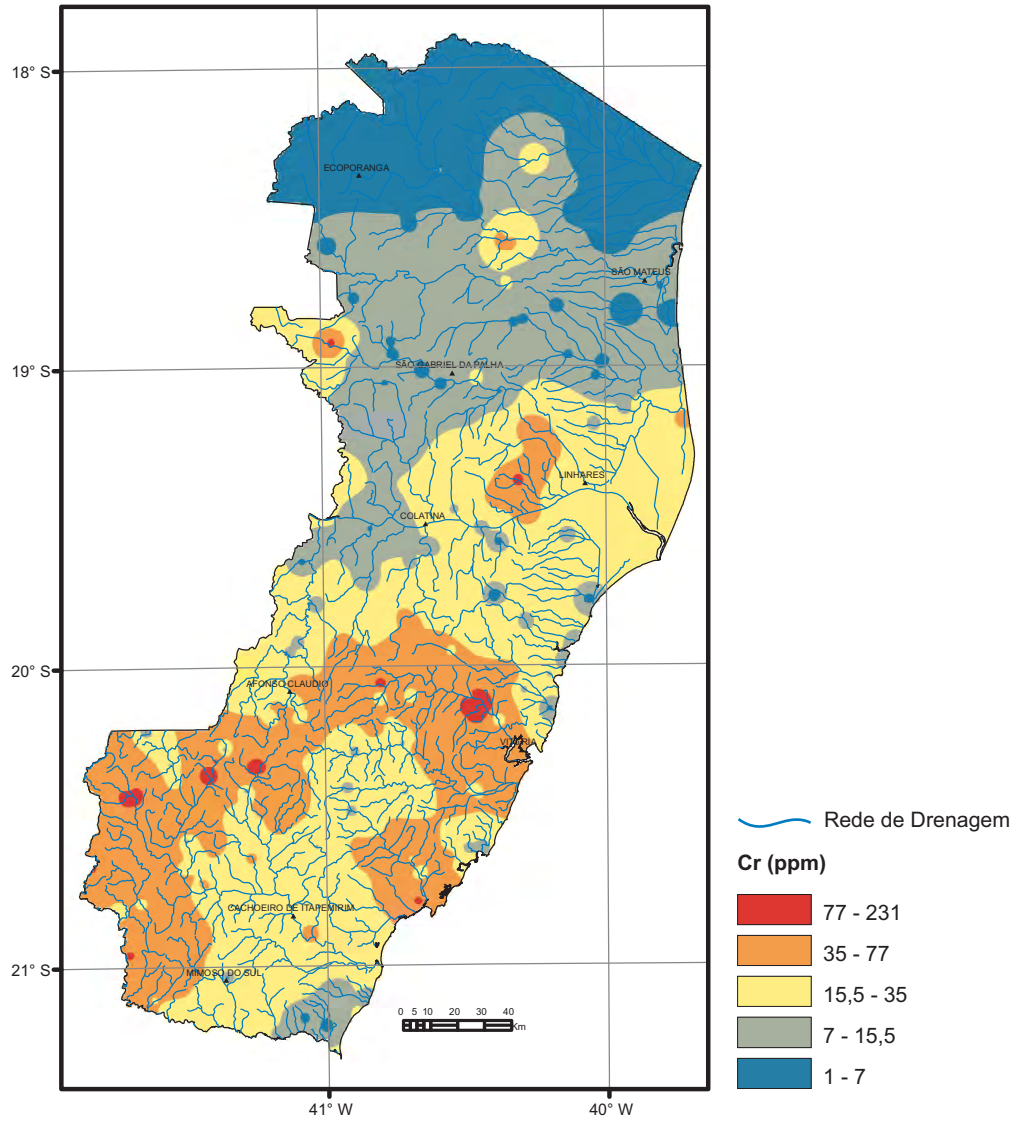 18° S
ECOPORANGA
SÃO MATEUS
19° S
SÃO GABRIEL DA PALHA
LINHARES
COLATINA
20° S
AFONSO CLAUDIO
VITÓRIA
CACHOEIRO DE ITAPEMIRIM
21° S
MIMOSO DO SUL
0 5 10 20 30 40
Km
41° W 40° W
Rede de Drenagem
Cr (ppm)
77 - 231
35 - 77
15,5 - 35
7 - 15,5
1 - 7